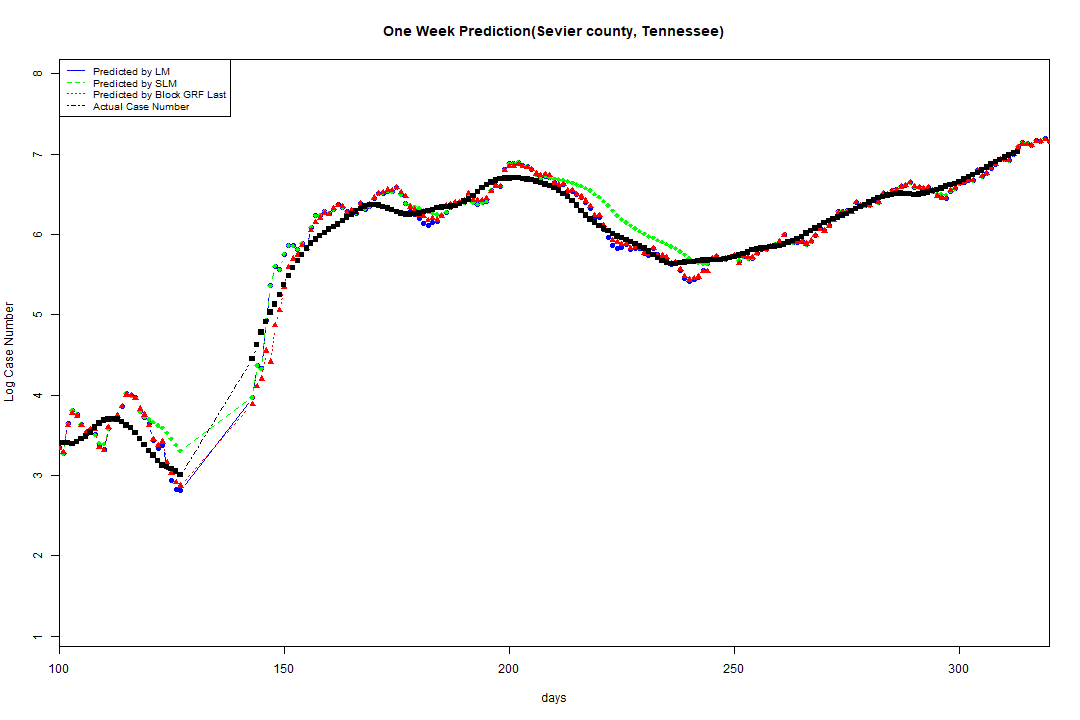 One Week Prediction(Sevier county, Tennessee)
Predicted by LM
Predicted by SLM
Predicted by Block GRF Last
Actual Case Number
8
7
6
5
4
3
2
1
Log Case Number
100 150 200 250 300
days